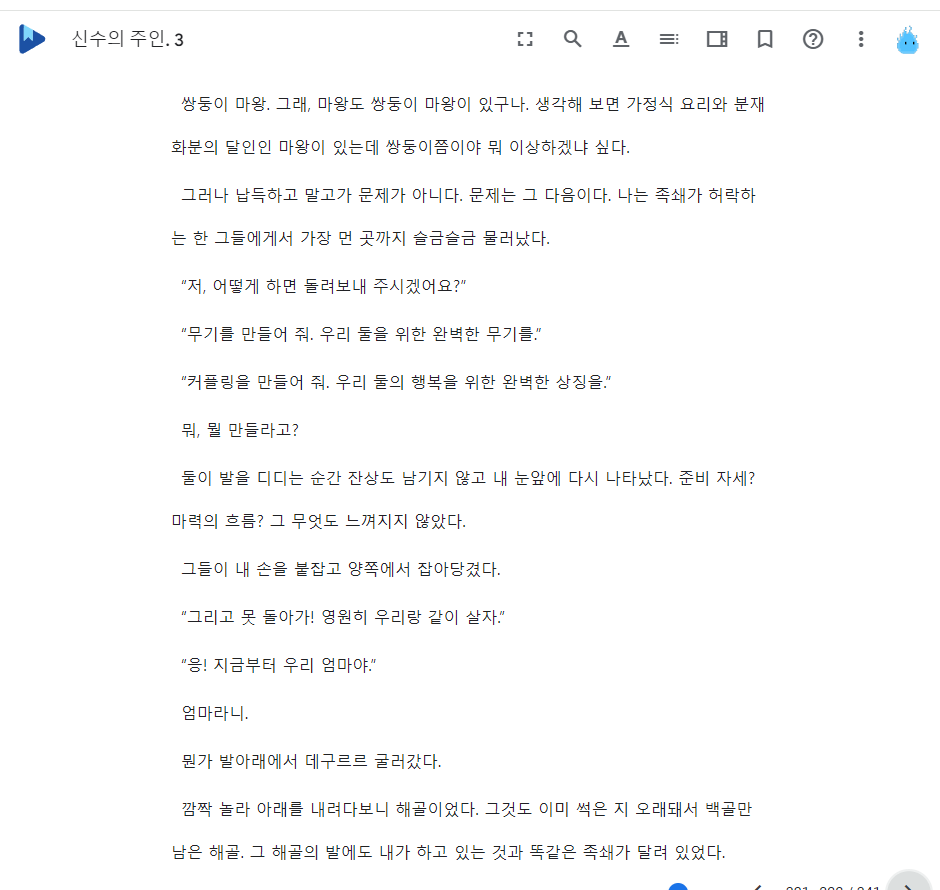 신수의 주인. 3
쌍둥이 마왕. 그래, 마왕도 쌍둥이 마왕이 있구나. 생각해 보면 가정식 요리와 분재
화분의 달인인 마왕이 있는데 쌍둥이쯤이야 뭐 이상하겠냐 싶다.
그러나 납득하고 말고가 문제가 아니다. 문제는 그 다음이다. 나는 족쇄가 허락하
는 한 그들에게서 가장 먼 곳까지 슬금슬금 물러났다.
“저, 어떻게 하면 돌려보내 주시겠어요?”
“무기를 만들어 줘. 우리 둘을 위한 완벽한 무기를.”
“커플링을 만들어 줘. 우리 둘의 행복을 위한 완벽한 상징을.”
뭐, 뭘 만들라고?
둘이 발을 디디는 순간 잔상도 남기지 않고 내 눈앞에 다시 나타났다. 준비 자세?
마력의 흐름? 그 무엇도 느껴지지 않았다.
그들이 내 손을 붙잡고 양쪽에서 잡아당겼다.
“그리고 못 돌아가! 영원히 우리랑 같이 살자.”
“응! 지금부터 우리 엄마야.”
엄마라니.
뭔가 발아래에서 데구르르 굴러갔다.
깜짝 놀라 아래를 내려다보니 해골이었다. 그것도 이미 썩은 지 오래돼서 백골만
남은 해골. 그 해골의 발에도 내가 하고 있는 것과 똑같은 족쇄가 달려 있었다.